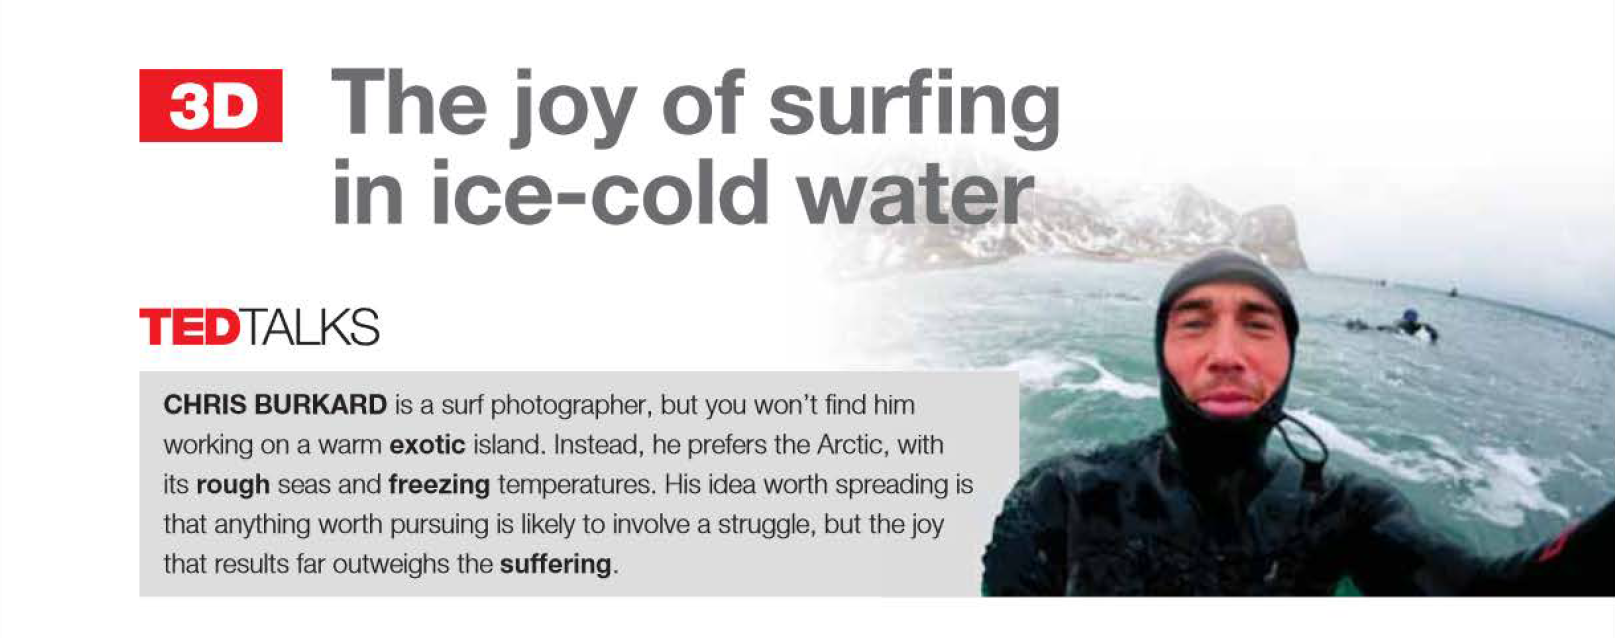 3D
The joy of surfing
in ice-cold water
TEDTALKS
CHRIS BURKARD is a surf photographer, but you won't find him
working on a warm exotic island. Instead, he prefers the Arctic, with
its rough seas and freezing temperatures. His idea worth spreading is
that anything worth pursuing is likely to involve a struggle, but the joy
that results far outweighs the suffering.